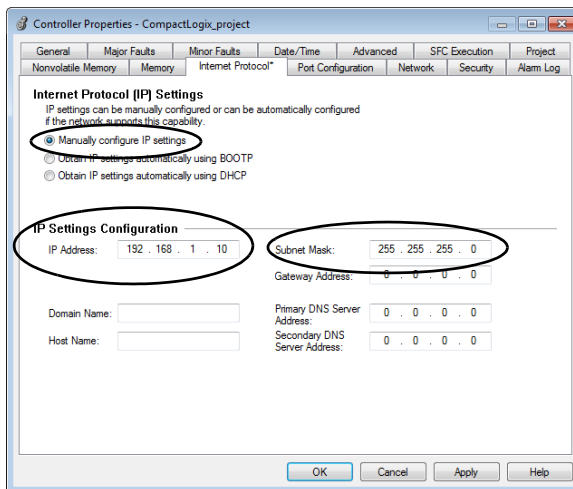 Controller Properties - CompactLogix_project
General Major Faults Minor Faults Date/Time Advanced SFC Execution Project
Nonvolatile Memory Memory Internet Protocol* Port Configuration Network Security Alarm Log
Internet Protocol (IP) Settings
IP settings can be manually configured or can be automatically configured
if the network supports this capability.
Manually configure IP settings
Obtain IP settings automatically using BOOTP
Obtain IP settings automatically using DHCP
IP Settings Configuration
IP Address: 192 . 168 . 1 . 10 Subnet Mask: 255 . 255 . 255 . 0
Gateway Address: 0 . 0 . 0 . 0
Domain Name: Primary DNS Server Address: 0 . 0 . 0 . 0
Host Name: Secondary DNS Server Address: 0 . 0 . 0 . 0
OK Cancel Apply Help